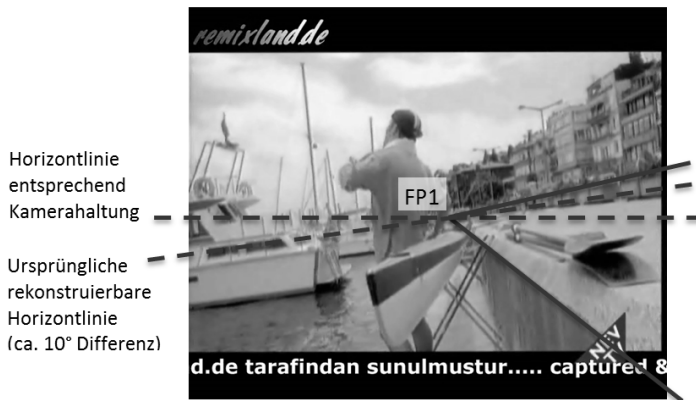 remixland.de
Horizontlinie
entsprechend
Kamerahaltung
FP1
Ursprüngliche
rekonstruierbare
Horizontlinie
(ca. 10° Differenz)
d.de tarafindan sunulmustur..... captured &